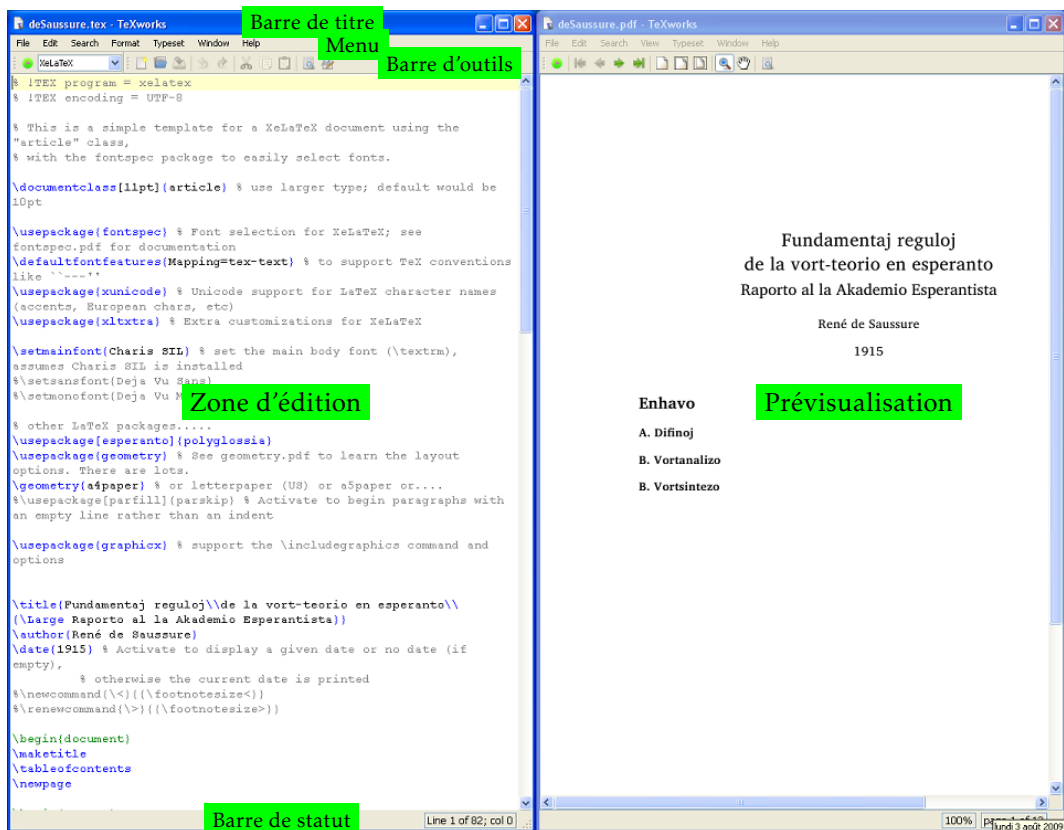 deSaussure.tex - TeXworks
Barre de titre
File Edit Search Format Typeset Window Help
Menu
XeLaTeX
Barre d'outils
% !TEX program = xelatex
% !TEX encoding = UTF-8
% This is a simple template for a XeLaTeX document using the
"article" class,
% with the fontspec package to easily select fonts.
\documentclass[11pt]{article} % use larger type; default would be
10pt
\usepackage{fontspec} % Font selection for XeLaTeX; see
fontspec.pdf for documentation
\defaultfontfeatures{Mapping=tex-text} % to support TeX conventions
like ``---''
\usepackage{xunicode} % Unicode support for LaTeX character names
(accents, European chars, etc)
\usepackage{xltxtra} % Extra customizations for XeLaTeX
\setmainfont{Charis SIL} % set the main body font (\textrm),
assumes Charis SIL is installed
%\setsansfont{Deja Vu Sans}
%\setmonofont{Deja Vu
Zone d'édition
% other LaTeX packages.....
\usepackage[esperanto]{polyglossia}
\usepackage{geometry} % See geometry.pdf to learn the layout
options. There are lots.
\geometry{a4paper} % or letterpaper (US) or a5paper or....
%\usepackage[parfill]{parskip} % Activate to begin paragraphs with
an empty line rather than an indent
\usepackage{graphicx} % support the \includegraphics command and
options
\title{Fundamentaj reguloj\\de la vort-teorio en esperanto\\
{\Large Raporto al la Akademio Esperantista}}
\author{René de Saussure}
\date{1915} % Activate to display a given date or no date (if
empty),
% otherwise the current date is printed
%\newcommand{\<}{{\footnotesize<}}
%\renewcommand{\>}{{\footnotesize>}}
\begin{document}
\maketitle
\tableofcontents
\newpage
Barre de statut
Line 1 of 82; col 0
deSaussure.pdf - TeXworks
File Edit Search View Typeset Window Help
Fundamentaj reguloj
de la vort-teorio en esperanto
Raporto al la Akademio Esperantista
René de Saussure
1915
Enhavo
Prévisualisation
A. Difinoj
B. Vortanalizo
B. Vortsintezo
100%
lundi 3 août 2009